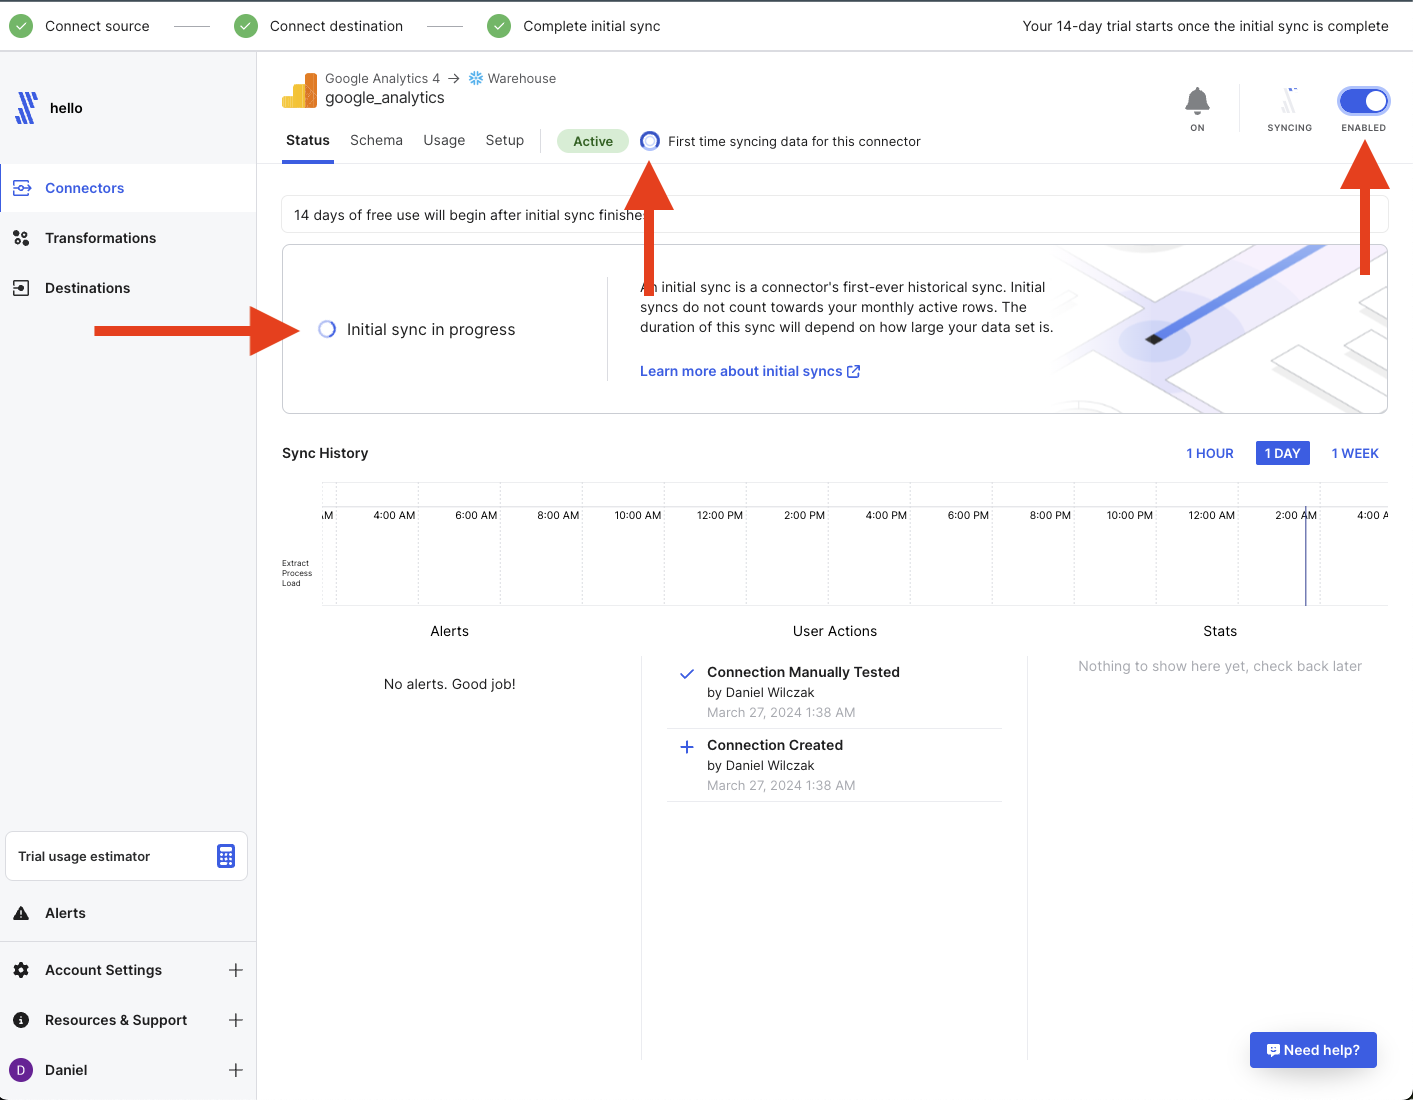 Connect source
Connect destination
Complete initial sync
Your 14-day trial starts once the initial sync is complete
hello
Google Analytics 4 → Warehouse
google_analytics
ON
SYNCING
ENABLED
Status
Schema
Usage
Setup
Active
First time syncing data for this connector
Connectors
Transformations
Destinations
14 days of free use will begin after initial sync
Initial sync in progress
initial sync is a connector's first-ever historical sync. Initial
syncs do not count towards your monthly active rows. The
duration of this sync will depend on how large your data set is.
Learn more about initial syncs
Sync History
1 HOUR
1 DAY
1 WEEK
AM 4:00 AM 6:00 AM 8:00 AM 10:00 AM 12:00 PM 2:00 PM 4:00 PM 6:00 PM 8:00 PM 10:00 PM 12:00 AM 2:00 AM 4:00 A
Extract
Process
Load
Alerts
No alerts. Good job!
User Actions
Connection Manually Tested
by Daniel Wilczak
March 27, 2024 1:38 AM
Connection Created
by Daniel Wilczak
March 27, 2024 1:38 AM
Stats
Nothing to show here yet, check back later
Trial usage estimator
Alerts
Account Settings
Resources & Support
D Daniel
Need help?